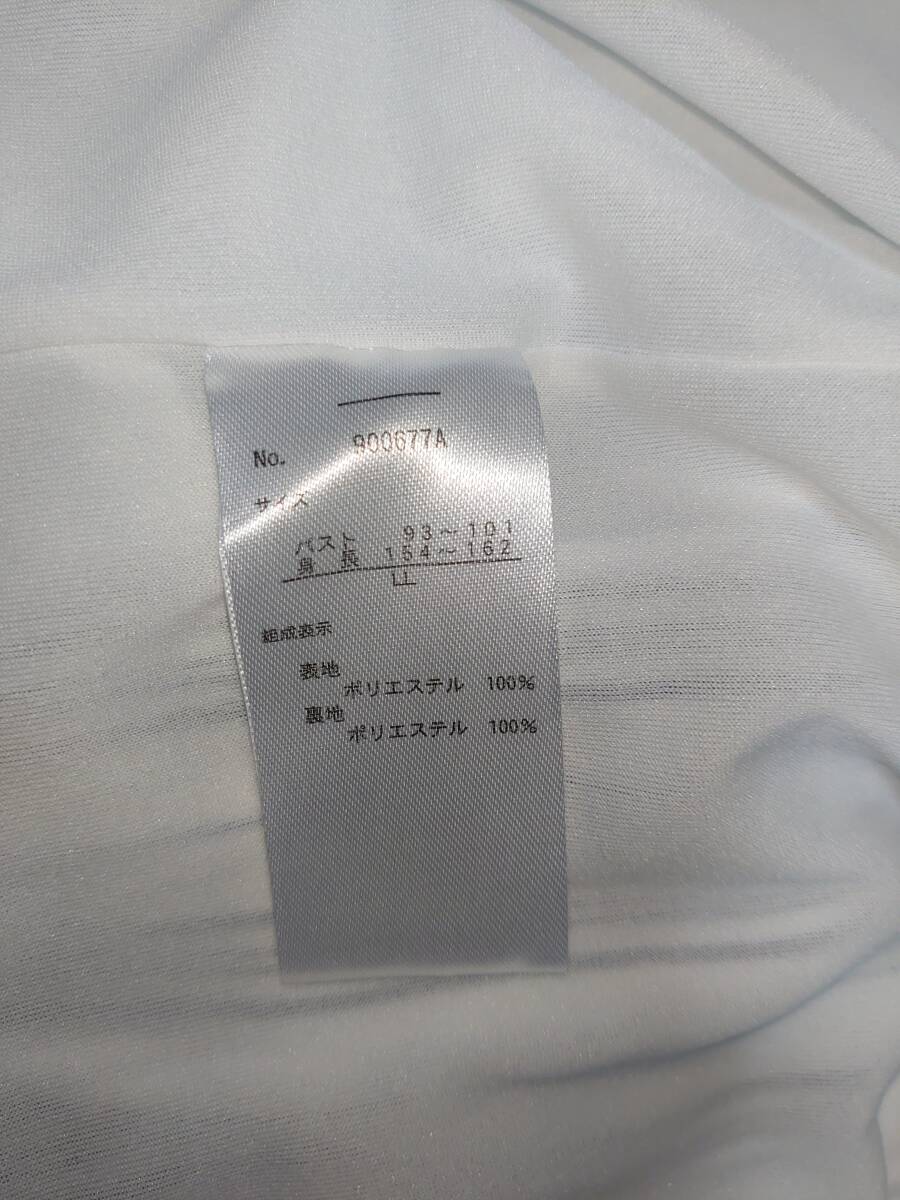 No. 900677A
サイズ
バスト 93～101
身長 154～162
LL
組成表示
表地
ポリエステル 100%
裏地
ポリエステル 100%